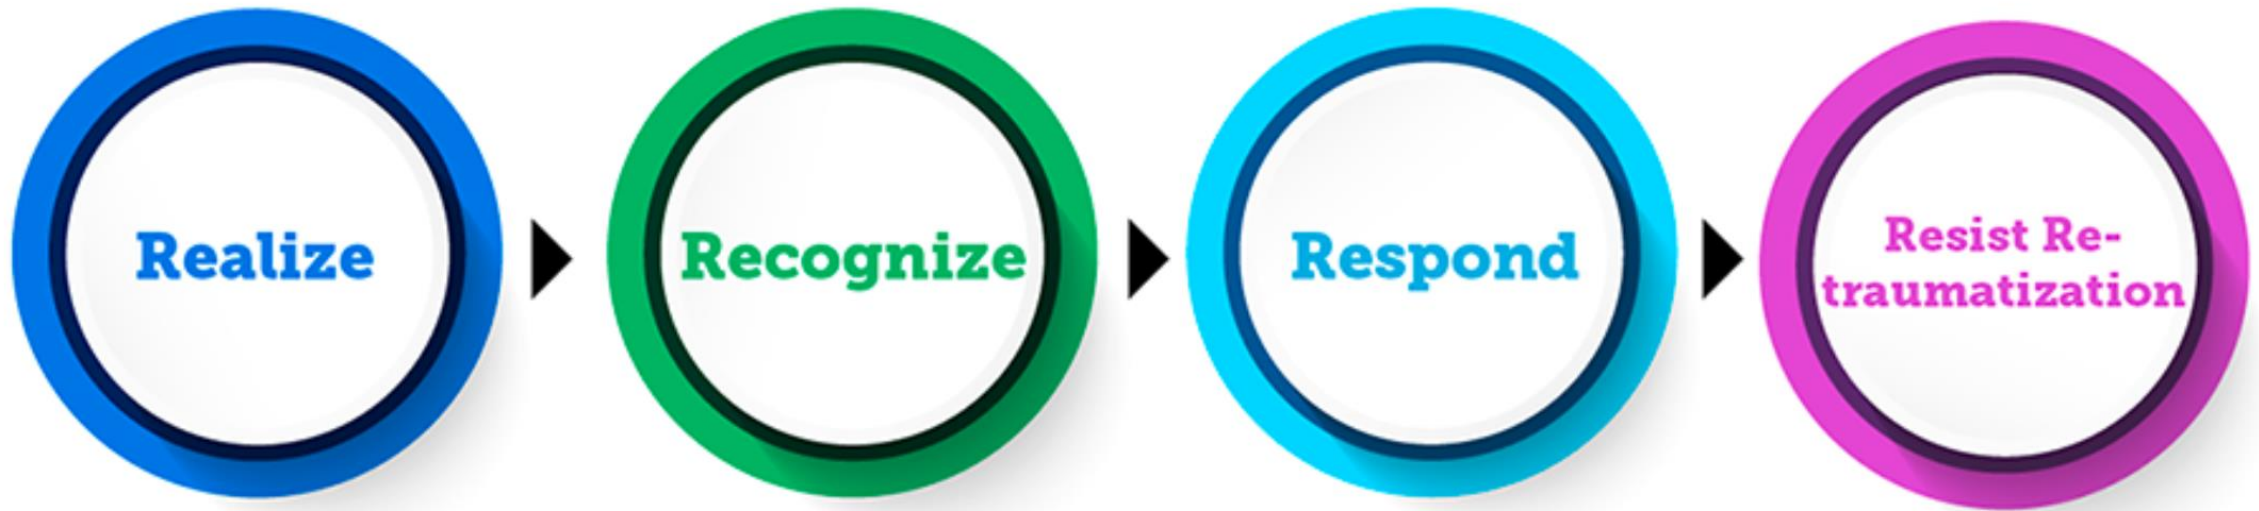 Realize
Recognize
Respond
Resist Re-
traumatization